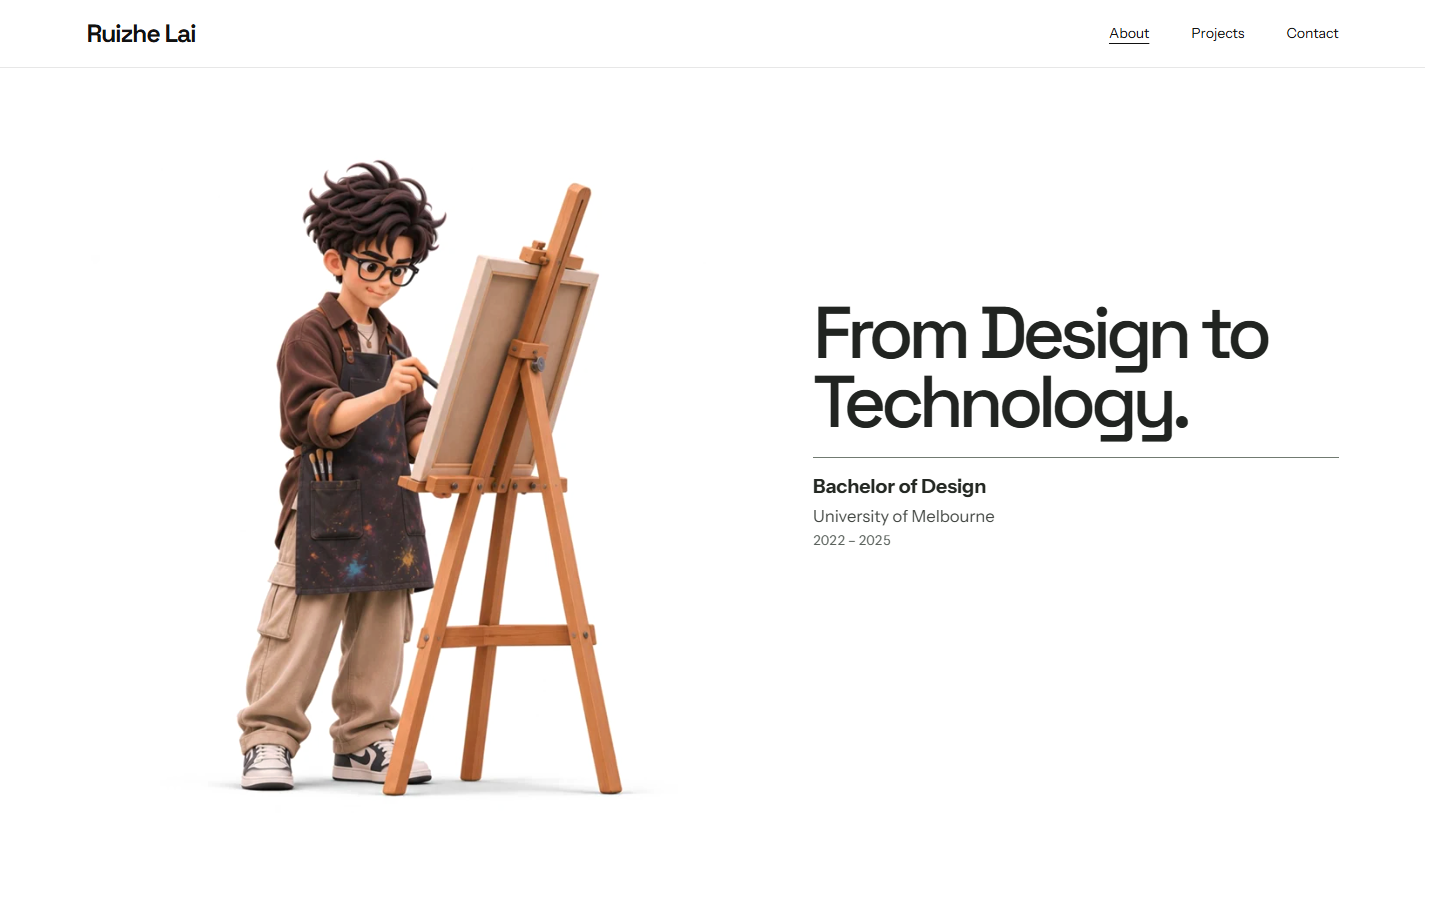 Ruizhe Lai
About
Projects
Contact
From Design to
Technology.
Bachelor of Design
University of Melbourne
2022 – 2025